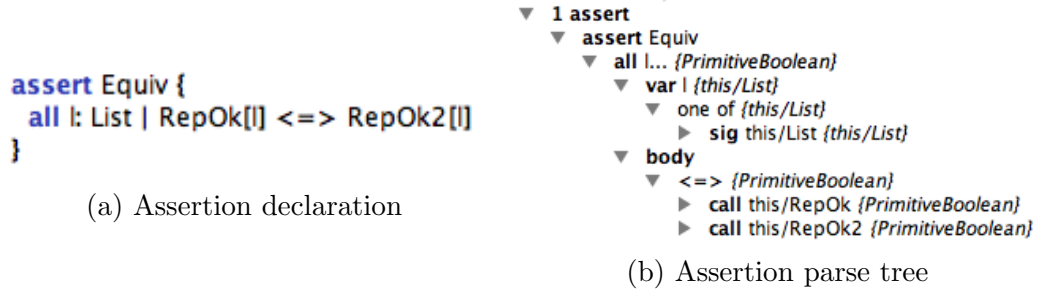 assert Equiv {
all l: List | RepOk[l] <=> RepOk2[l]
}
(a) Assertion declaration
1 assert
assert Equiv
all l... {PrimitiveBoolean}
var l {this/List}
one of {this/List}
sig this/List {this/List}
body
<=> {PrimitiveBoolean}
call this/RepOk {PrimitiveBoolean}
call this/RepOk2 {PrimitiveBoolean}
(b) Assertion parse tree